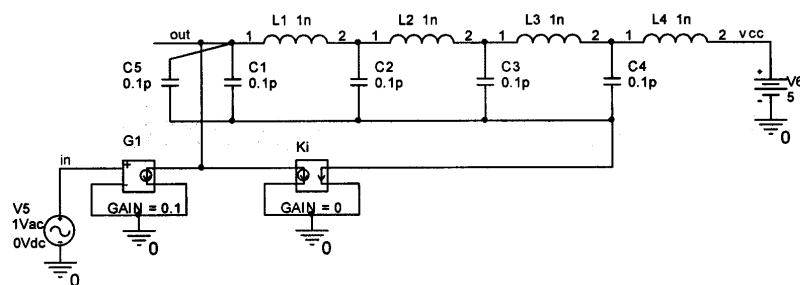 L1 1n
L2 1n
L3 1n
L4 1n
out
1 2 1 2 1 2 1 2 vcc
C5
0.1p
C1
0.1p
C2
0.1p
C3
0.1p
C4
0.1p
+
-
V6
5
0
G1
Ki
in
+
-
GAIN = 0.1
GAIN = 0
V5
1Vac
0Vdc
+
-
0
0
0